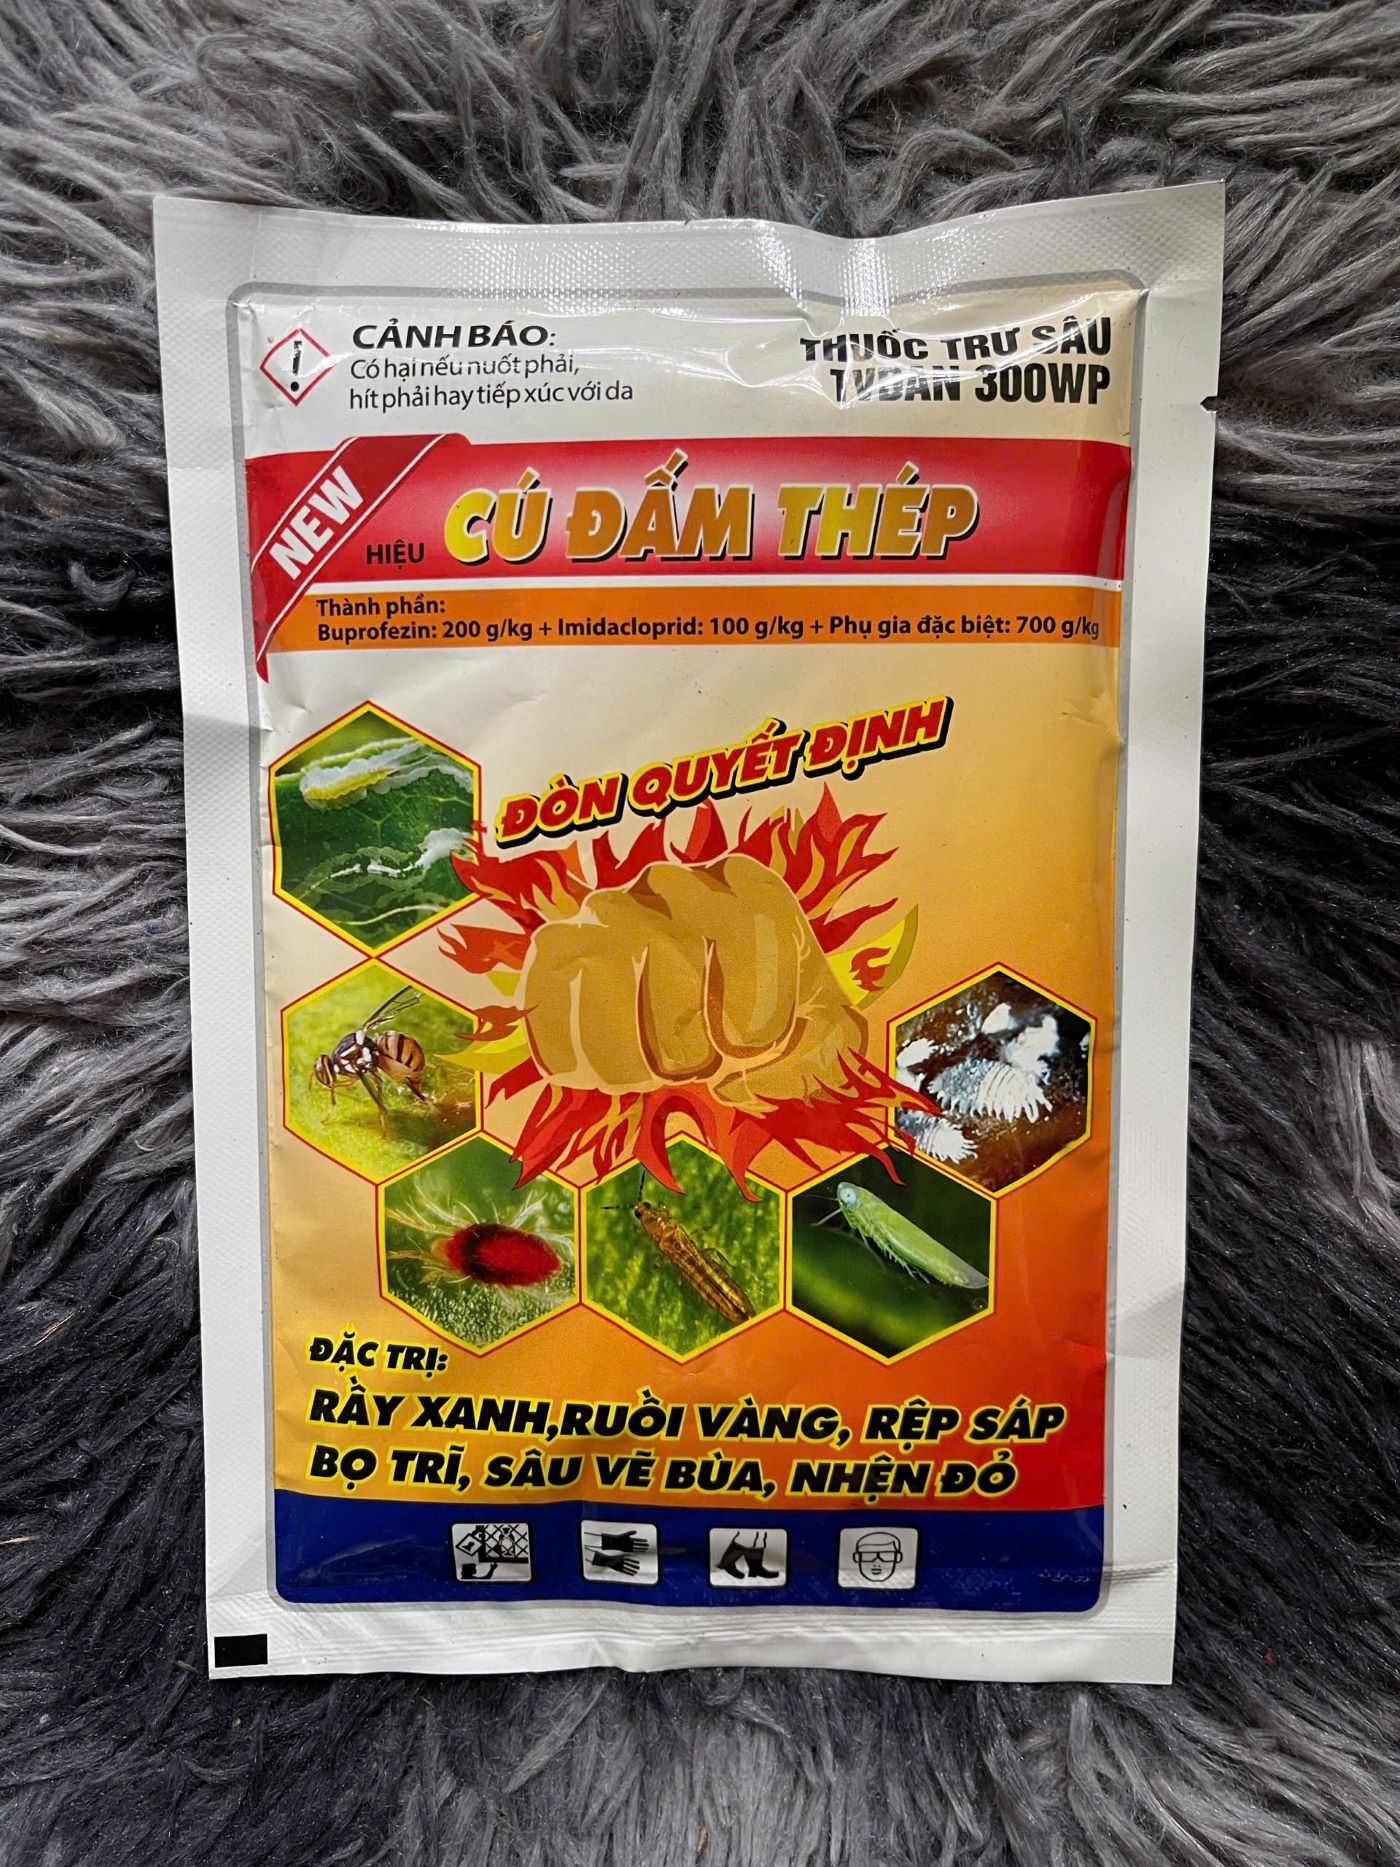 CẢNH BÁO:
Có hại nếu nuốt phải,
hít phải hay tiếp xúc với da
THUỐC TRỪ SÂU
TYDAN 300WP
NEW
HIỆU CÚ ĐẤM THÉP
Thành phần:
Buprofezin: 200 g/kg + Imidacloprid: 100 g/kg + Phụ gia đặc biệt: 700 g/kg
ĐÒN QUYẾT ĐỊNH
ĐẶC TRỊ:
RẦY XANH,RUỒI VÀNG, RỆP SÁP
BỌ TRĨ, SÂU VẼ BÙA, NHỆN ĐỎ